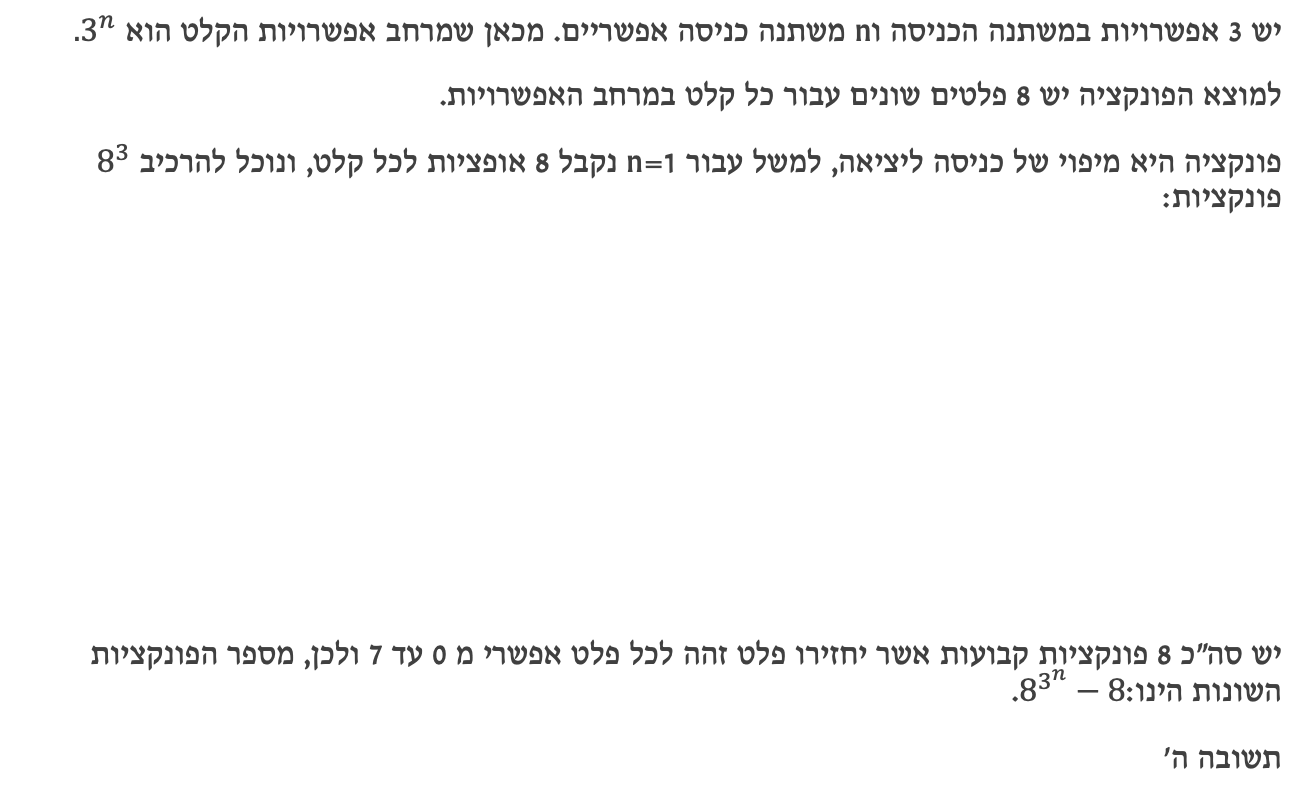 יש 3 אפשרויות במשתנה הכניסה וn משתנה כניסה אפשריים. מכאן שמרחב אפשרויות הקלט הוא 3ⁿ.
למוצא הפונקציה יש 8 פלטים שונים עבור כל קלט במרחב האפשרויות.
פונקציה היא מיפוי של כניסה ליציאה, למשל עבור n=1 נקבל 8 אופציות לכל קלט, ונוכל להרכיב 8³
פונקציות:
יש סה"כ 8 פונקציות קבועות אשר יחזירו פלט זהה לכל פלט אפשרי מ 0 עד 7 ולכן, מספר הפונקציות
השונות הינו:8^{3^n} − 8.
תשובה ה'